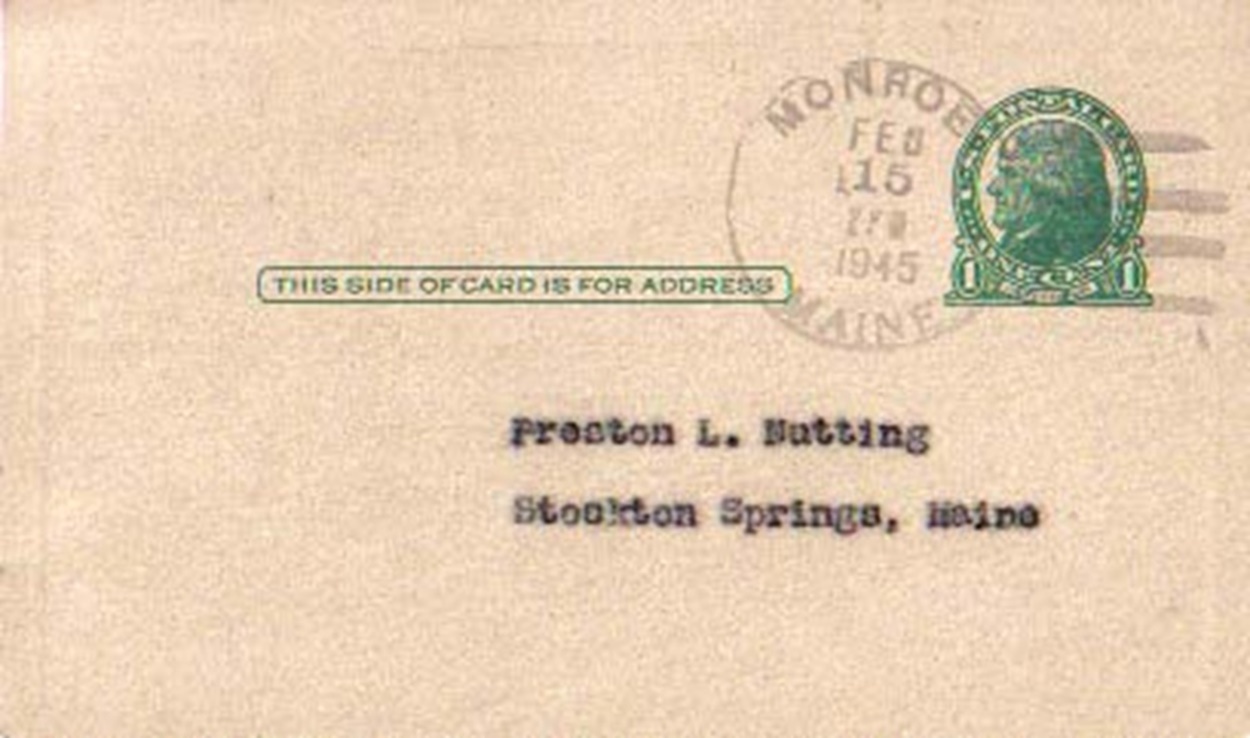 MONROE
FEB
15
1945
MAINE
1 1
THIS SIDE OF CARD IS FOR ADDRESS
Preston L. Nutting
Stockton Springs, Maine